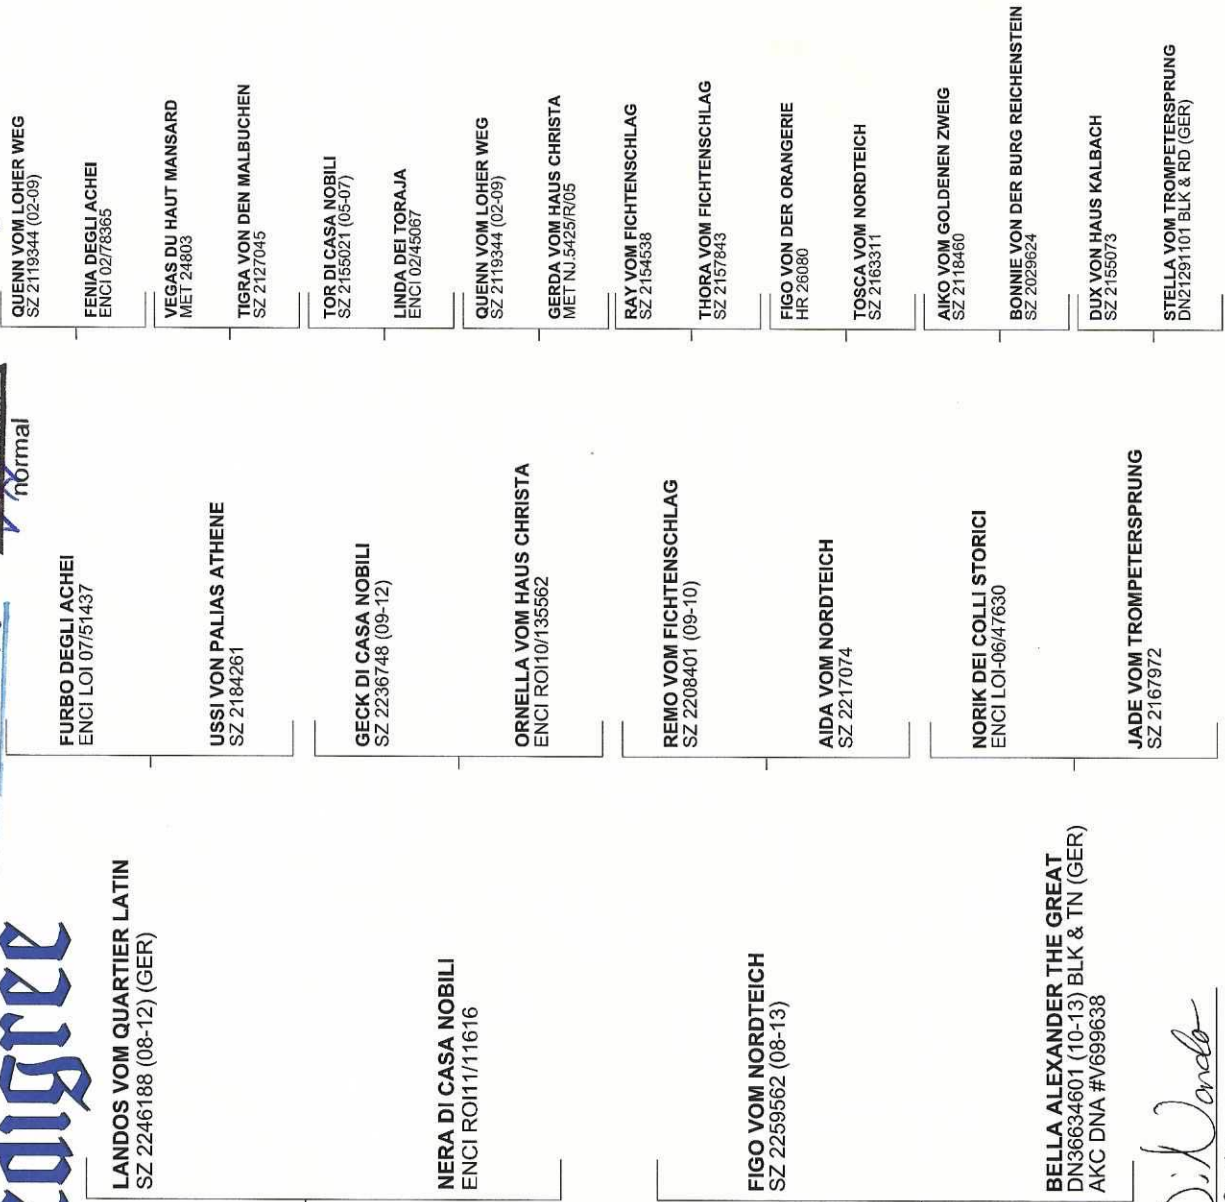 normal
LANDOS VOM QUARTIER LATIN
SZ 2246188 (08-12) (GER)
NERA DI CASA NOBILI
ENCI ROI11/11616
FIGO VOM NORDTEICH
SZ 2259562 (08-13)
BELLA ALEXANDER THE GREAT
DN36634601 (10-13) BLK & TN (GER)
AKC DNA #V699638
FURBO DEGLI ACHEI
ENCI LOI 07/51437
USSI VON PALIAS ATHENE
SZ 2184261
GECK DI CASA NOBILI
SZ 2236748 (09-12)
ORNELLA VOM HAUS CHRISTA
ENCI ROI10/135562
REMO VOM FICHTENSCHLAG
SZ 2208401 (09-10)
AIDA VOM NORDTEICH
SZ 2217074
NORIK DEI COLLI STORICI
ENCI LOI-06/47630
JADE VOM TROMPETERSPRUNG
SZ 2167972
QUENN VOM LOHER WEG
SZ 2119344 (02-09)
FENIA DEGLI ACHEI
ENCI 02/78365
VEGAS DU HAUT MANSARD
MET 24803
TIGRA VON DEN MALBUCHEN
SZ 2127045
TOR DI CASA NOBILI
SZ 2155021 (05-07)
LINDA DEI TORAJA
ENCI 02/45067
QUENN VOM LOHER WEG
SZ 2119344 (02-09)
GERDA VOM HAUS CHRISTA
MET NJ.5425/R/05
RAY VOM FICHTENSCHLAG
SZ 2154538
THORA VOM FICHTENSCHLAG
SZ 2157843
FIGO VON DER ORANGERIE
HR 26080
TOSCA VOM NORDTEICH
SZ 2163311
AIKO VOM GOLDENEN ZWEIG
SZ 2118460
BONNIE VON DER BURG REICHENSTEIN
SZ 2029624
DUX VON HAUS KALBACH
SZ 2155073
STELLA VOM TROMPETERSPRUNG
DN21291101 BLK & RD (GER)